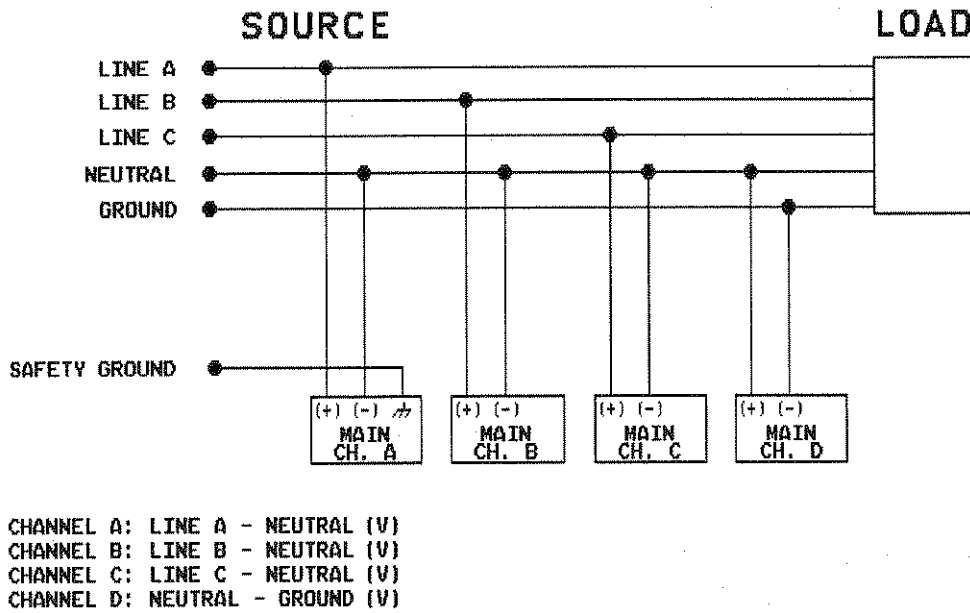 SOURCE LOAD
LINE A
LINE B
LINE C
NEUTRAL
GROUND
SAFETY GROUND
(+) (-) (+) (-) (+) (-) (+) (-)
MAIN MAIN MAIN MAIN
CH. A CH. B CH. C CH. D
CHANNEL A: LINE A - NEUTRAL (V)
CHANNEL B: LINE B - NEUTRAL (V)
CHANNEL C: LINE C - NEUTRAL (V)
CHANNEL D: NEUTRAL - GROUND (V)